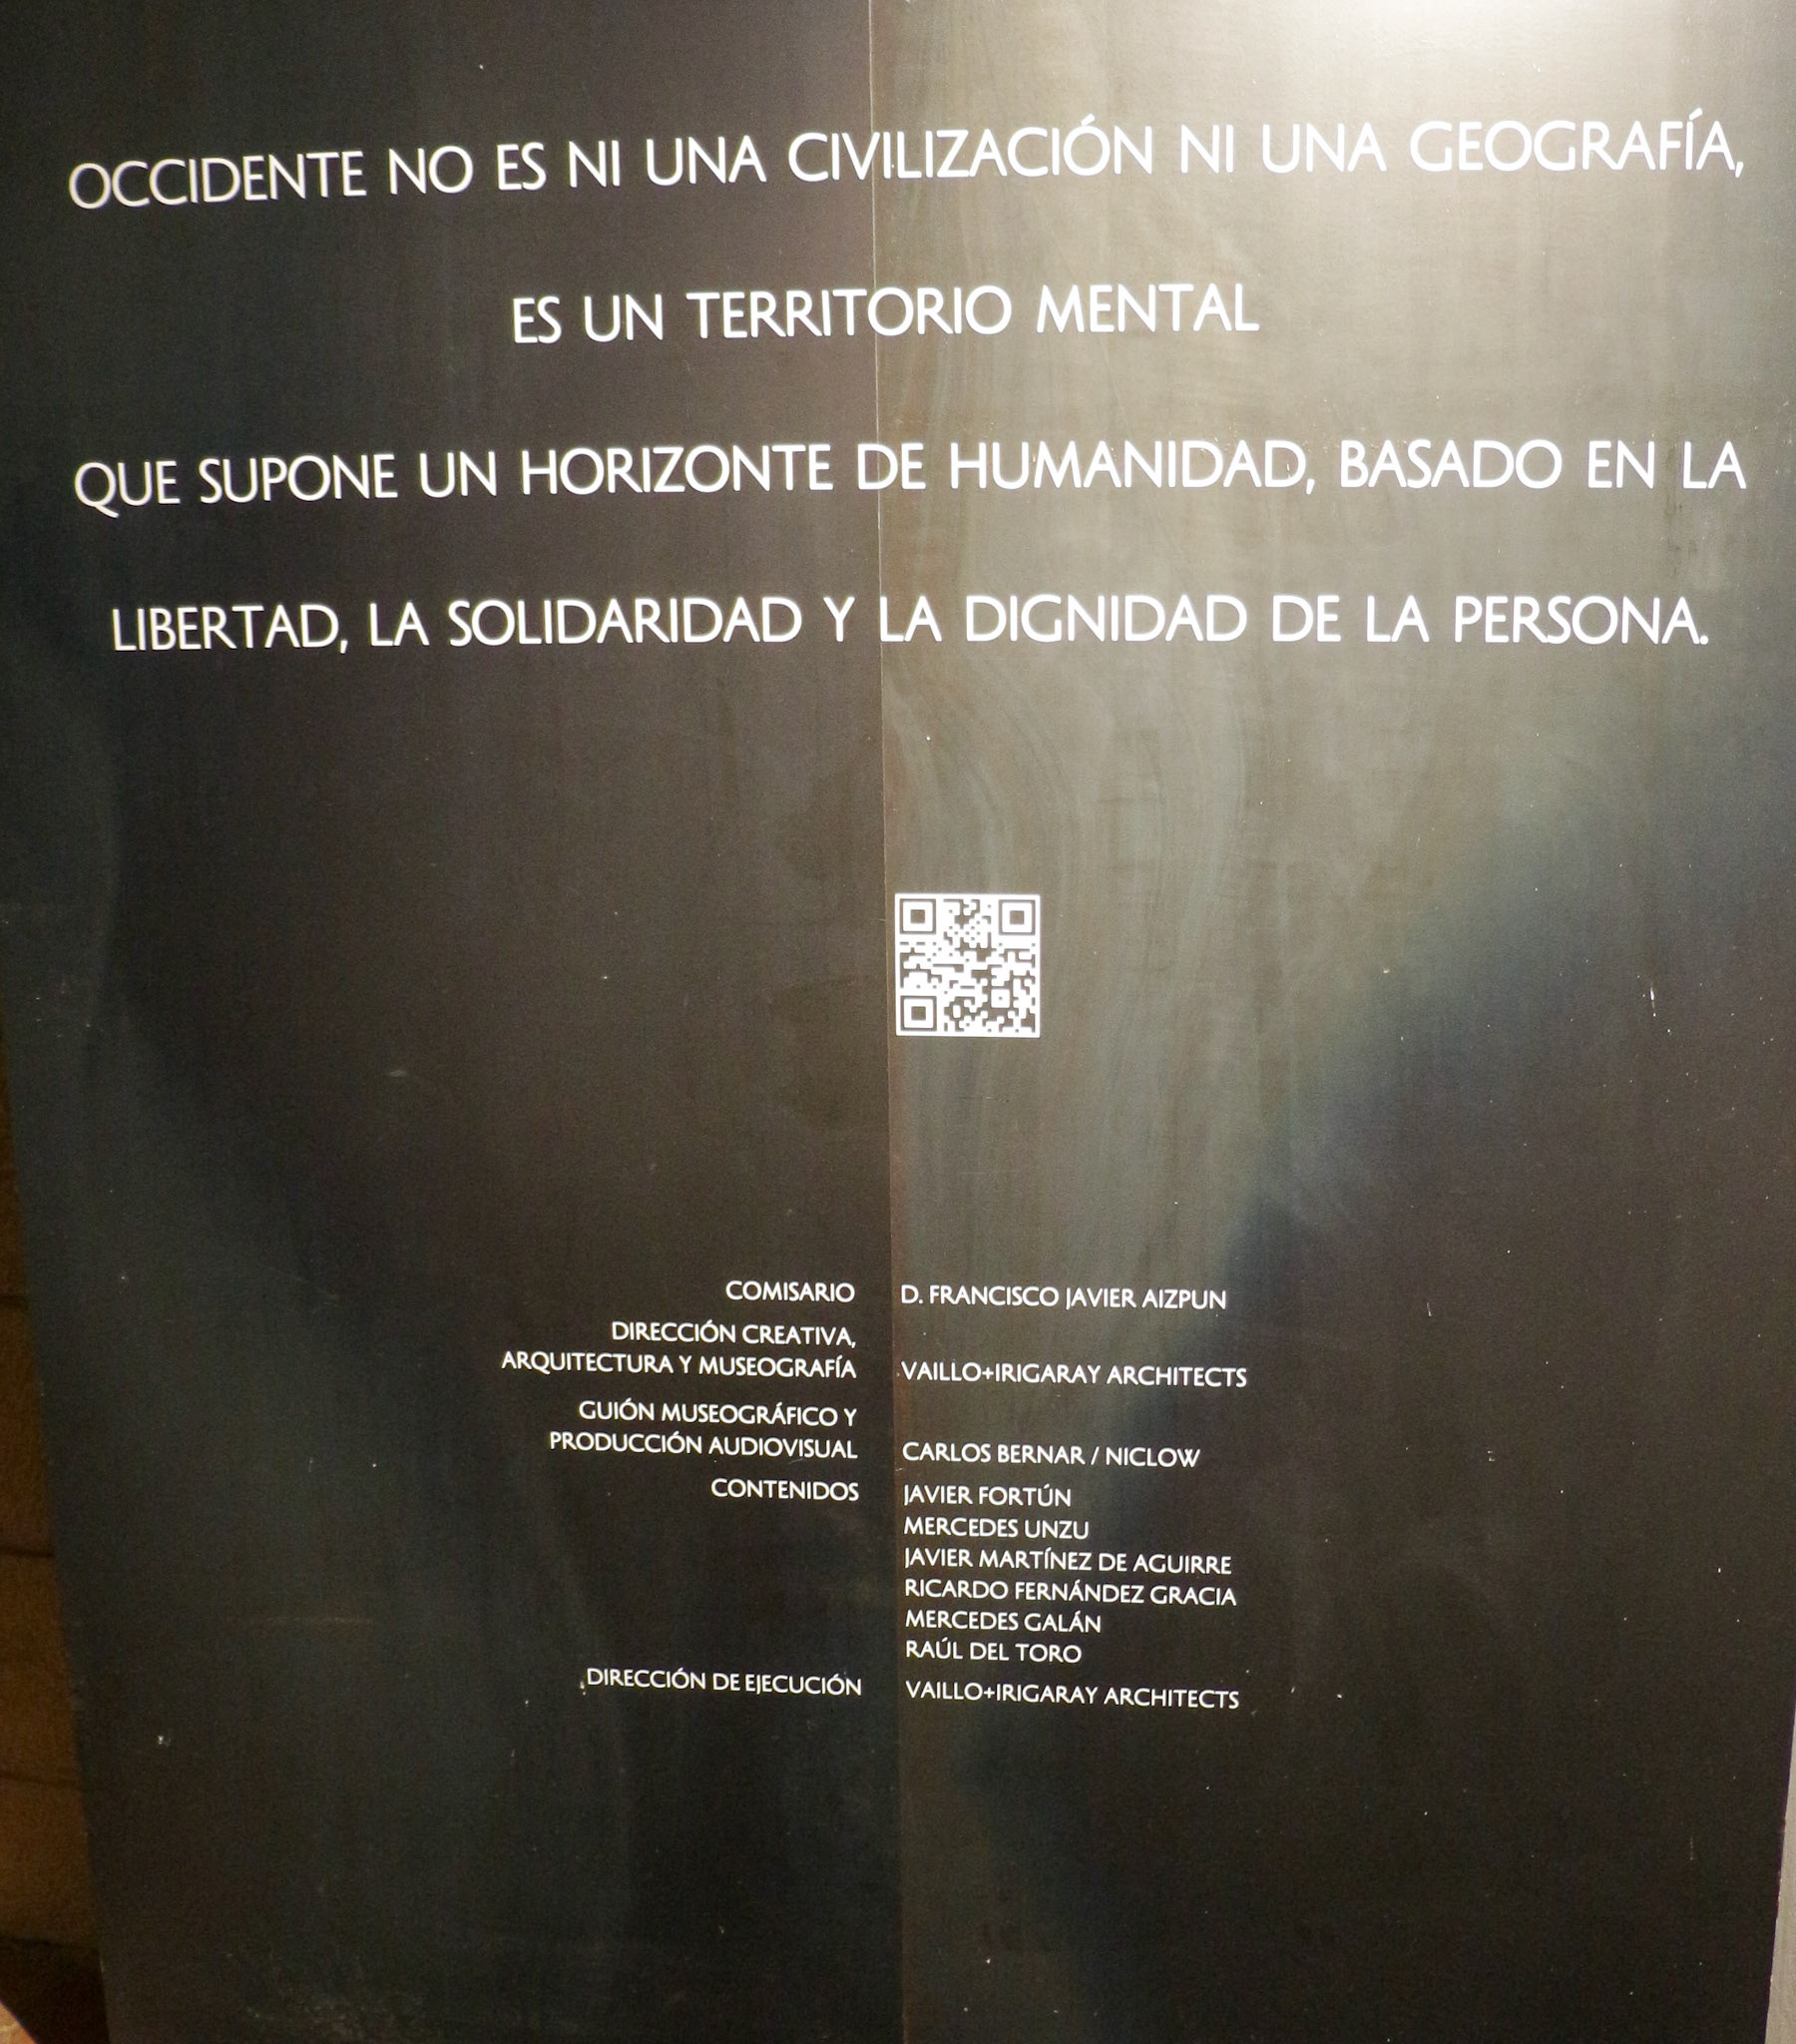 OCCIDENTE NO ES NI UNA CIVILIZACIÓN NI UNA GEOGRAFÍA,
ES UN TERRITORIO MENTAL
QUE SUPONE UN HORIZONTE DE HUMANIDAD, BASADO EN LA
LIBERTAD, LA SOLIDARIDAD Y LA DIGNIDAD DE LA PERSONA.
COMISARIO D. FRANCISCO JAVIER AIZPUN
DIRECCIÓN CREATIVA,
ARQUITECTURA Y MUSEOGRAFÍA VAILLO+IRIGARAY ARCHITECTS
GUIÓN MUSEOGRÁFICO Y
PRODUCCIÓN AUDIOVISUAL CARLOS BERNAR / NICLOW
CONTENIDOS JAVIER FORTÚN
MERCEDES UNZU
JAVIER MARTÍNEZ DE AGUIRRE
RICARDO FERNÁNDEZ GRACIA
MERCEDES GALÁN
RAÚL DEL TORO
DIRECCIÓN DE EJECUCIÓN VAILLO+IRIGARAY ARCHITECTS